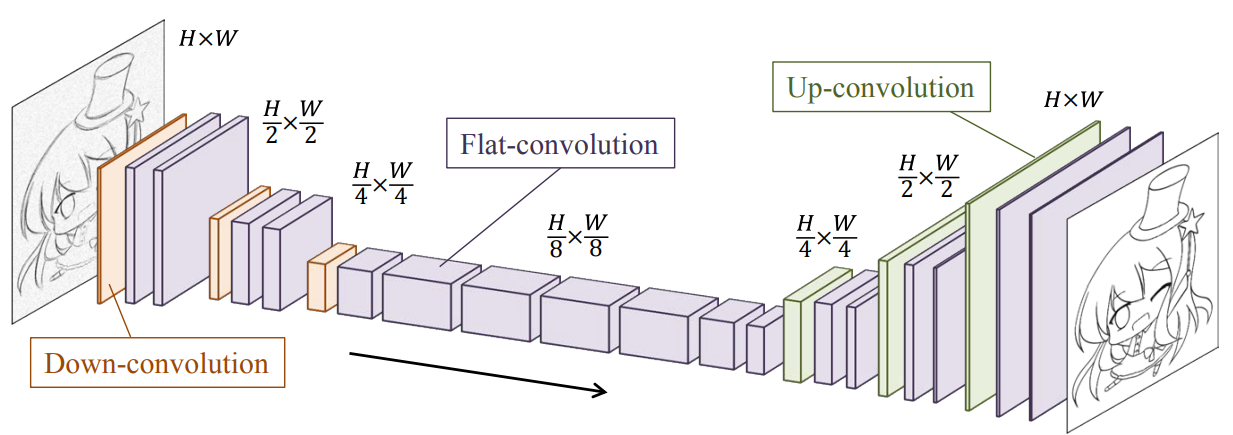 H×W
H/2×W/2
H/4×W/4
Flat-convolution
H/8×W/8
Down-convolution
H/4×W/4
H/2×W/2
Up-convolution
H×W